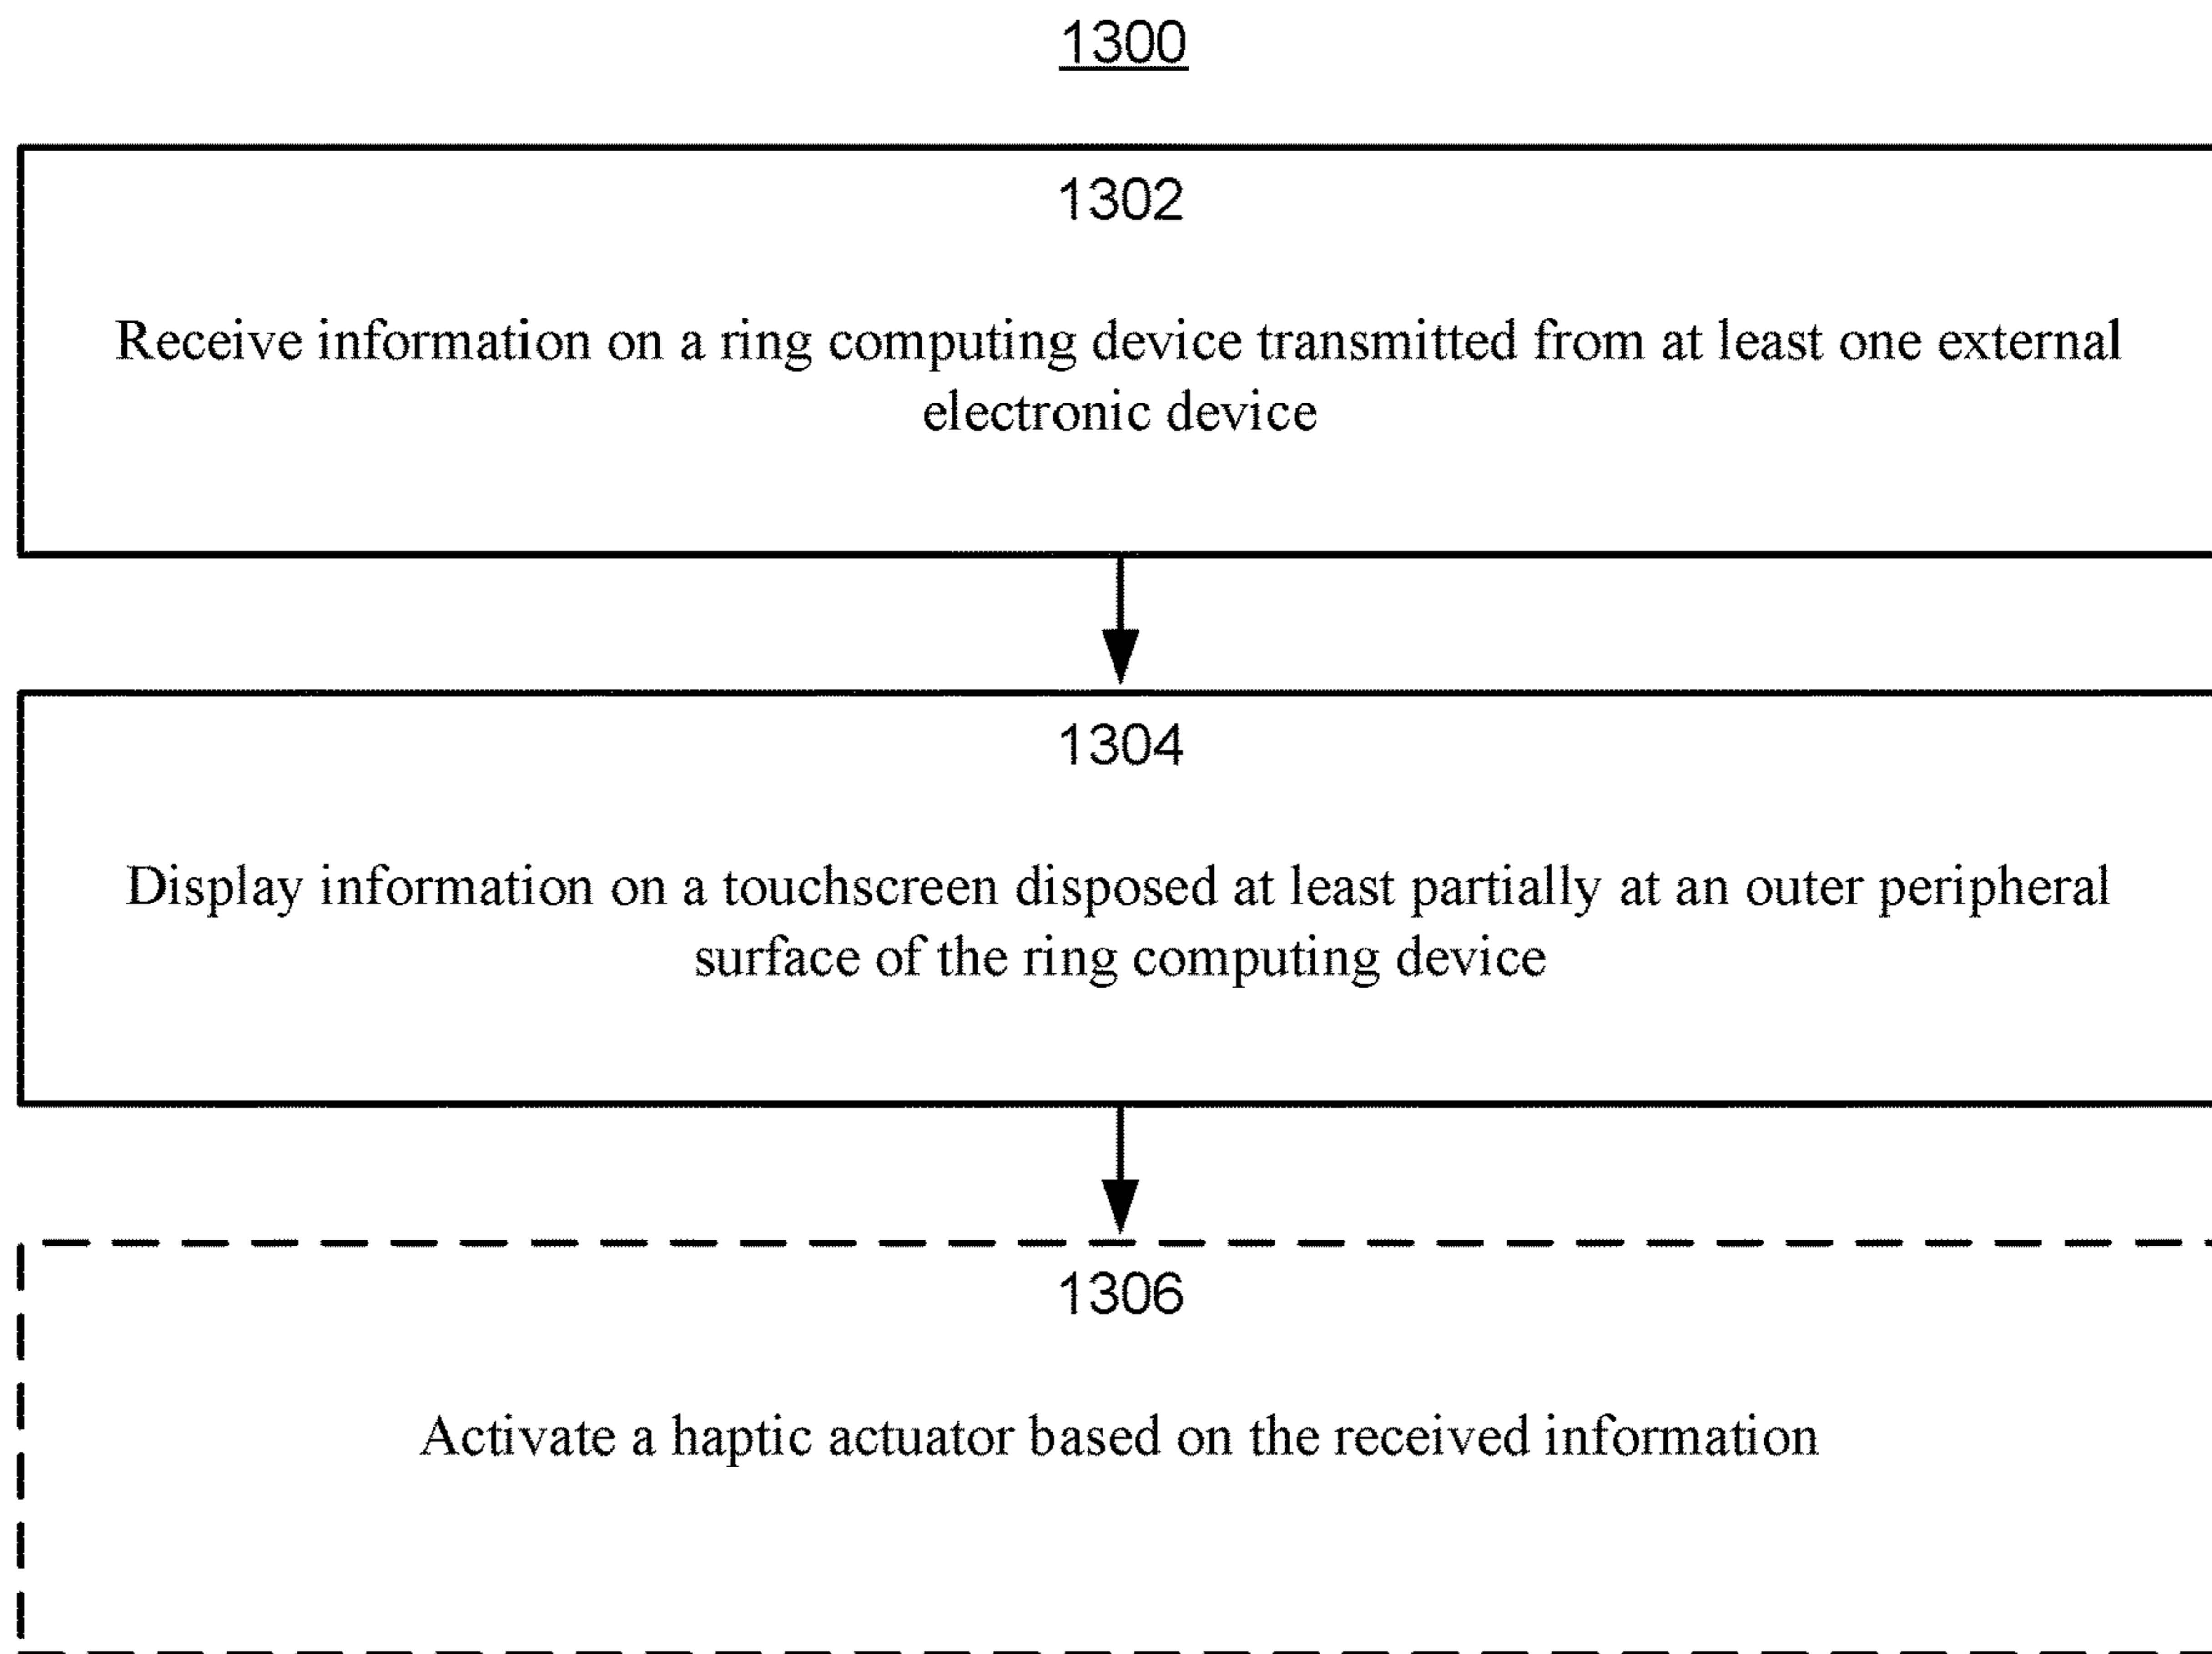 1300
1302
Receive information on a ring computing device transmitted from at least one external
electronic device
1304
Display information on a touchscreen disposed at least partially at an outer peripheral
surface of the ring computing device
1306
Activate a haptic actuator based on the received information